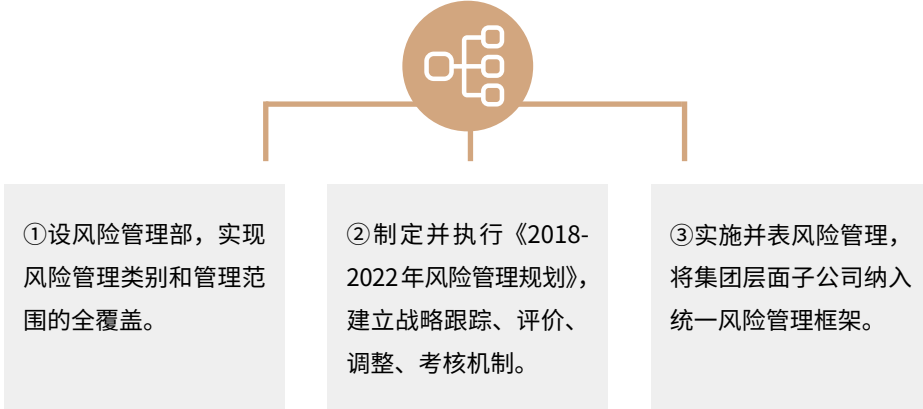 ①设风险管理部，实现
风险管理类别和管理范
围的全覆盖。
②制定并执行《2018-
2022年风险管理规划》，
建立战略跟踪、评价、
调整、考核机制。
③实施并表风险管理，
将集团层面子公司纳入
统一风险管理框架。